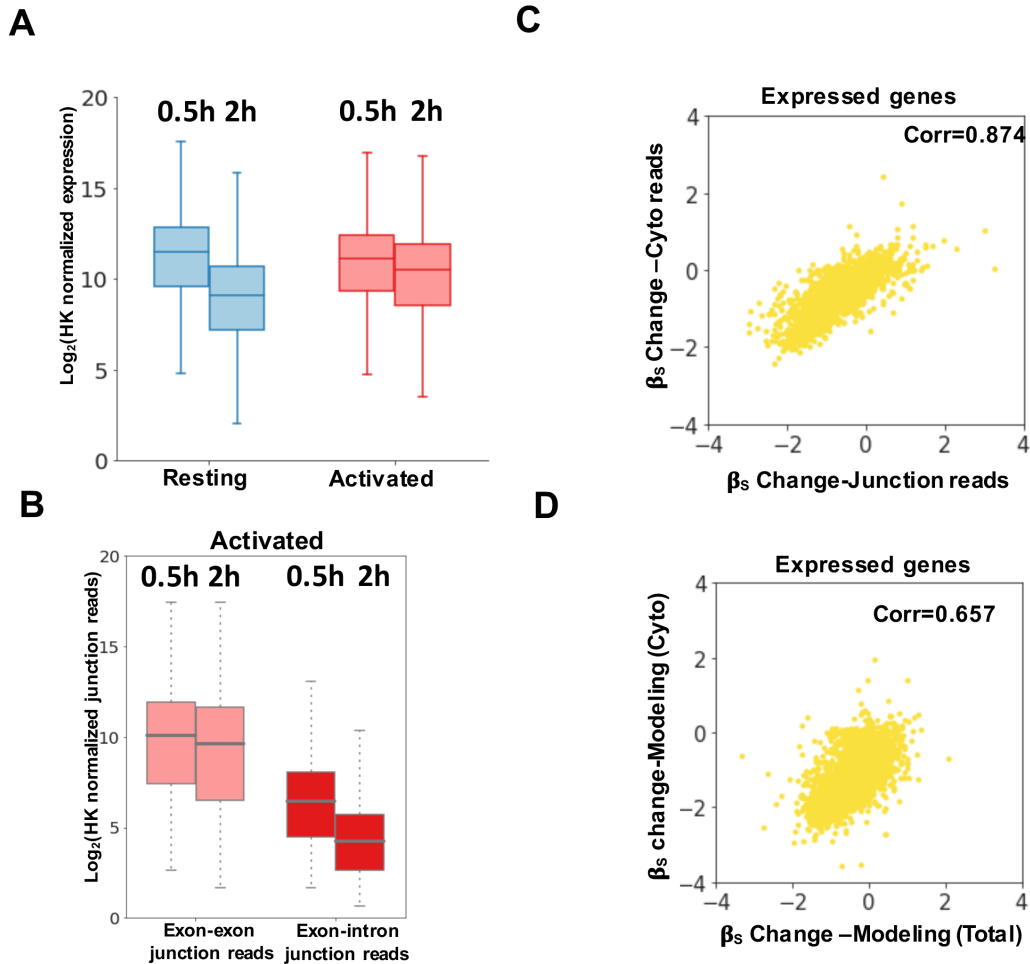 A
0.5h 2h 0.5h 2h
Log₂(HK normalized expression)
20
15
10
5
0
Resting Activated
B
Activated
0.5h 2h 0.5h 2h
Log₂(HK normalized junction reads)
20
15
10
5
0
Exon-exon
junction reads
Exon-intron
junction reads
C
Expressed genes
Corr=0.874
βS Change –Cyto reads
4
2
0
−2
−4
−4 −2 0 2 4
βS Change-Junction reads
D
Expressed genes
Corr=0.657
βS change-Modeling (Cyto)
4
2
0
−2
−4
−4 −2 0 2 4
βS Change –Modeling (Total)